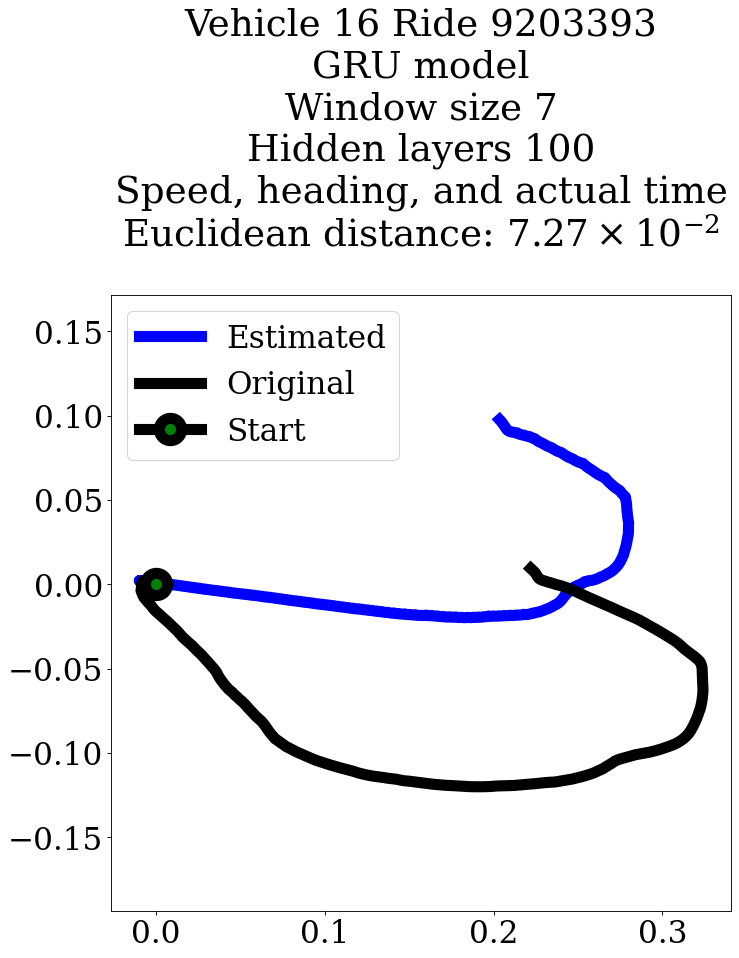 Vehicle 16 Ride 9203393
GRU model
Window size 7
Hidden layers 100
Speed, heading, and actual time
Euclidean distance: 7.27 × 10⁻²
Estimated
Original
Start
0.15
0.10
0.05
0.00
−0.05
−0.10
−0.15
0.0 0.1 0.2 0.3